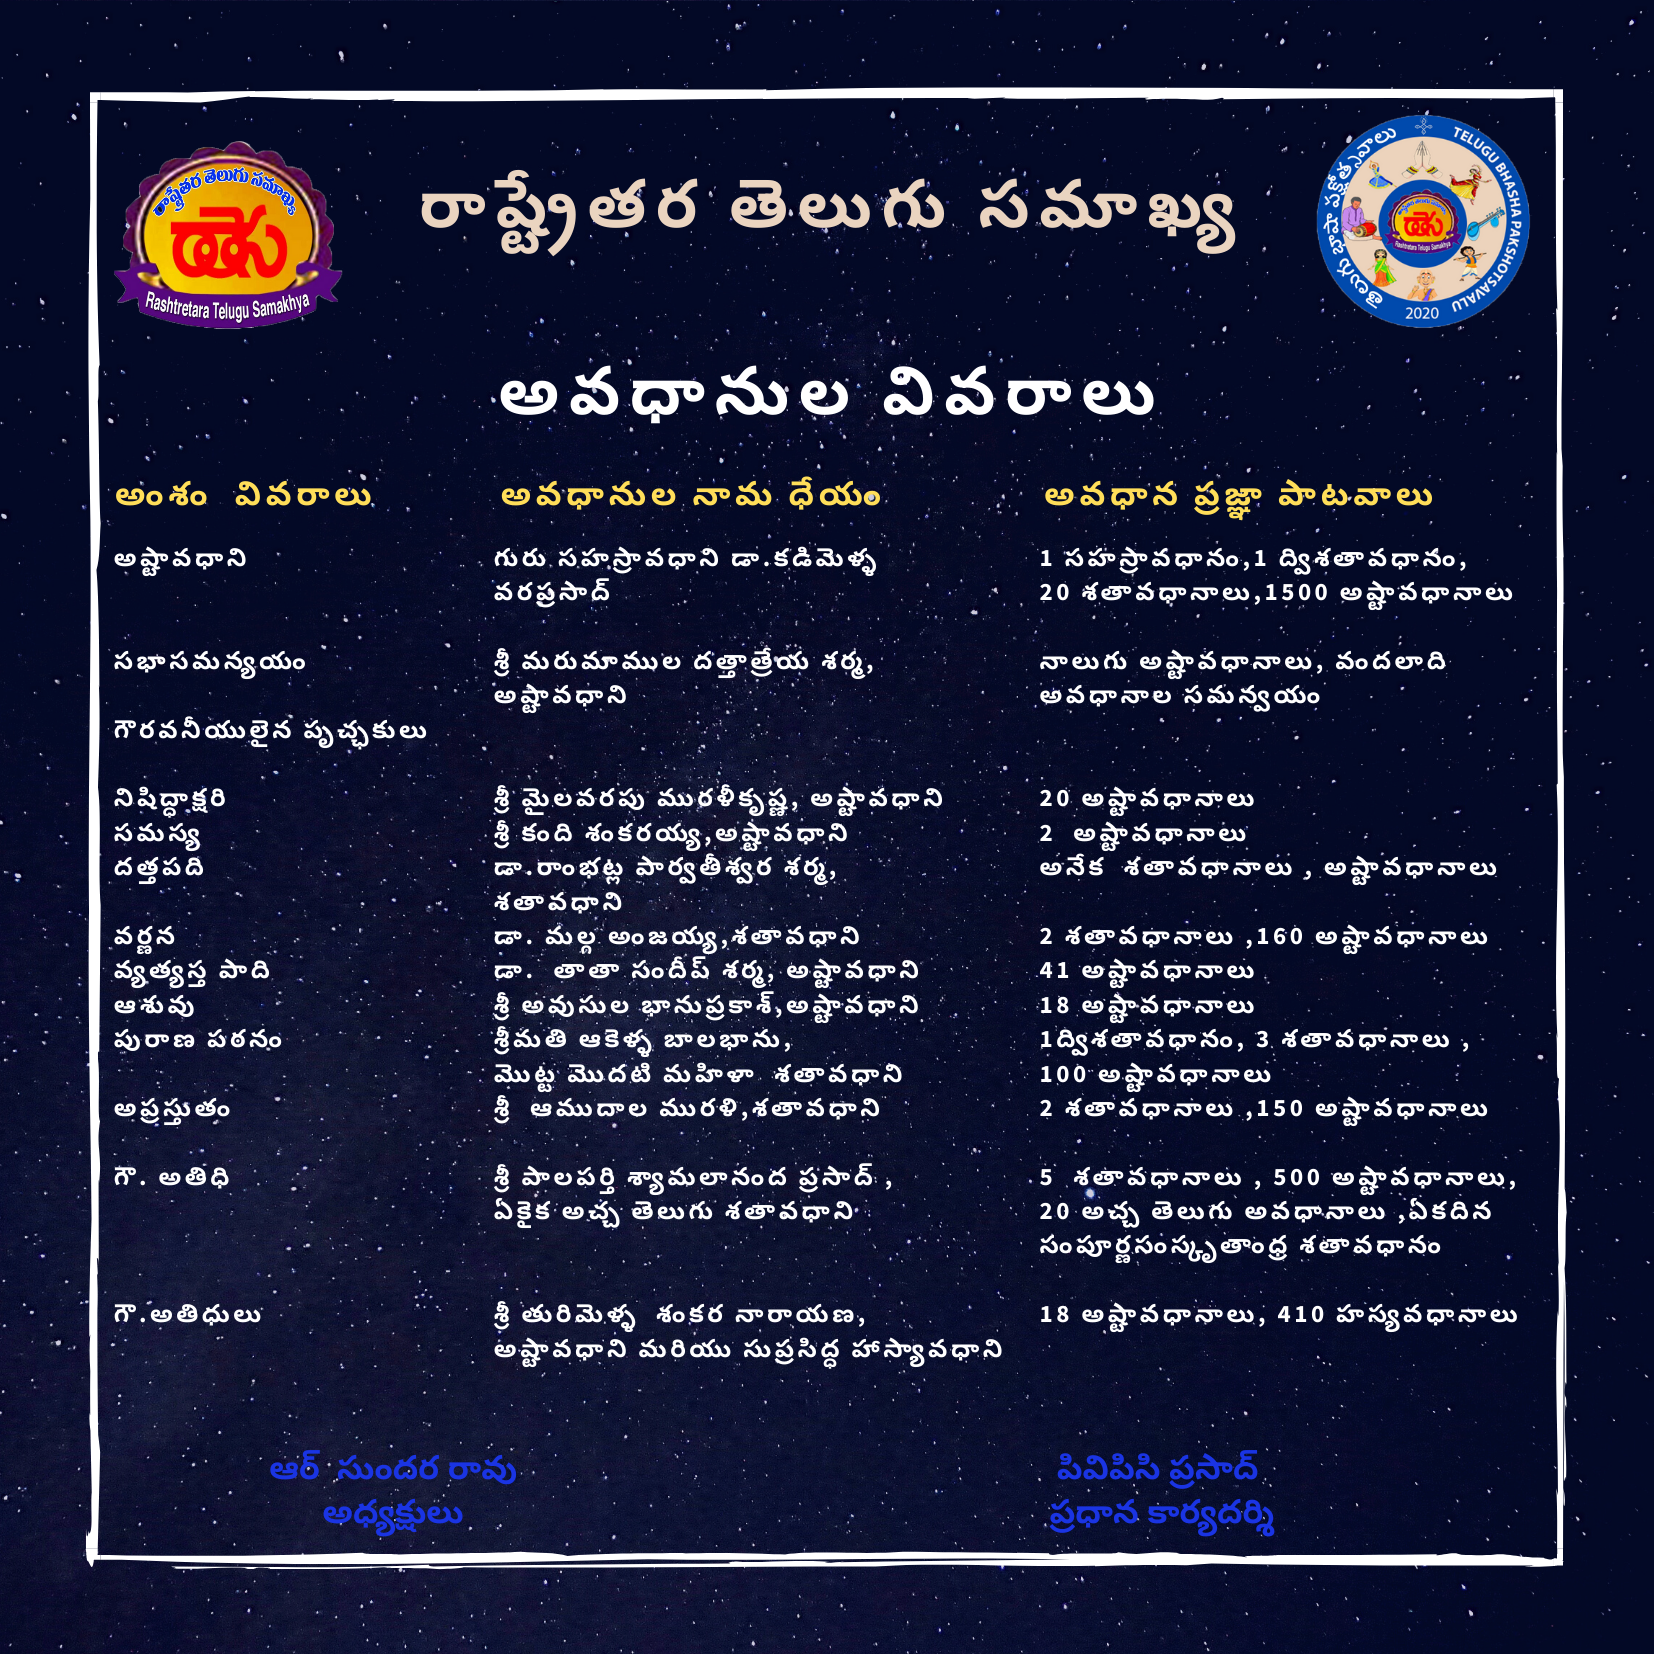 రాష్ట్రేతర తెలుగు సమాఖ్య
రాష్ట్రేతర తెలుగు సమాఖ్య
Rashtretara Telugu Samakhya
తెలుగు భాషా పక్షోత్సవాలు
TELUGU BHASHA PAKSHOTSAVALU
2020
అవధానుల వివరాలు
అంశం వివరాలు అవధానుల నామ ధేయం అవధాన ప్రజ్ఞా పాటవాలు
అష్టావధాని గురు సహస్రావధాని డా.కడిమెళ్ళ 1 సహస్రావధానం,1 ద్విశతావధానం,
వరప్రసాద్ 20 శతావధానాలు,1500 అష్టావధానాలు
సభాసమన్యయం శ్రీ మరుమాముల దత్తాత్రేయ శర్మ, నాలుగు అష్టావధానాలు, వందలాది
అష్టావధాని అవధానాల సమన్వయం
గౌరవనీయులైన పృచ్ఛకులు
నిషిద్ధాక్షరి శ్రీ మైలవరపు మురళీకృష్ణ, అష్టావధాని 20 అష్టావధానాలు
సమస్య శ్రీ కంది శంకరయ్య,అష్టావధాని 2 అష్టావధానాలు
దత్తపది డా.రాంభట్ల పార్వతీశ్వర శర్మ, అనేక శతావధానాలు , అష్టావధానాలు
శతావధాని
వర్ణన డా. మల్గ అంజయ్య,శతావధాని 2 శతావధానాలు ,160 అష్టావధానాలు
వ్యత్యస్త పాది డా. తాతా సందీప్ శర్మ, అష్టావధాని 41 అష్టావధానాలు
ఆశువు శ్రీ అవుసుల భానుప్రకాశ్,అష్టావధాని 18 అష్టావధానాలు
పురాణ పఠనం శ్రీమతి ఆకెళ్ళ బాలభాను, 1ద్విశతావధానం, 3 శతావధానాలు ,
మొట్ట మొదటి మహిళా శతావధాని 100 అష్టావధానాలు
అప్రస్తుతం శ్రీ ఆముదాల మురళి,శతావధాని 2 శతావధానాలు ,150 అష్టావధానాలు
గౌ. అతిధి శ్రీ పాలపర్తి శ్యామలానంద ప్రసాద్ , 5 శతావధానాలు , 500 అష్టావధానాలు,
ఏకైక అచ్చ తెలుగు శతావధాని 20 అచ్చ తెలుగు అవధానాలు ,ఏకదిన
సంపూర్ణసంస్కృతాంధ్ర శతావధానం
గౌ.అతిధులు శ్రీ తురిమెళ్ళ శంకర నారాయణ, 18 అష్టావధానాలు, 410 హస్యవధానాలు
అష్టావధాని మరియు సుప్రసిద్ధ హాస్యావధాని
ఆర్ సుందర రావు పివిపిసి ప్రసాద్
అధ్యక్షులు ప్రధాన కార్యదర్శి